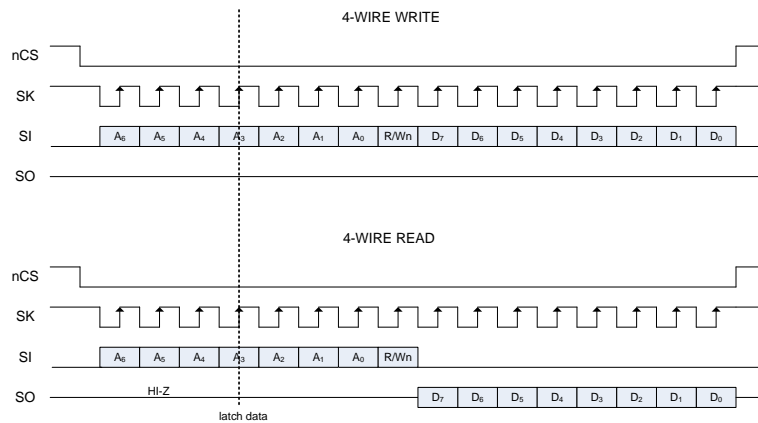 4-WIRE WRITE
nCS
SK
SI A6 A5 A4 A3 A2 A1 A0 R/Wn D7 D6 D5 D4 D3 D2 D1 D0
SO
4-WIRE READ
nCS
SK
SI A6 A5 A4 A3 A2 A1 A0 R/Wn
SO HI-Z D7 D6 D5 D4 D3 D2 D1 D0
latch data